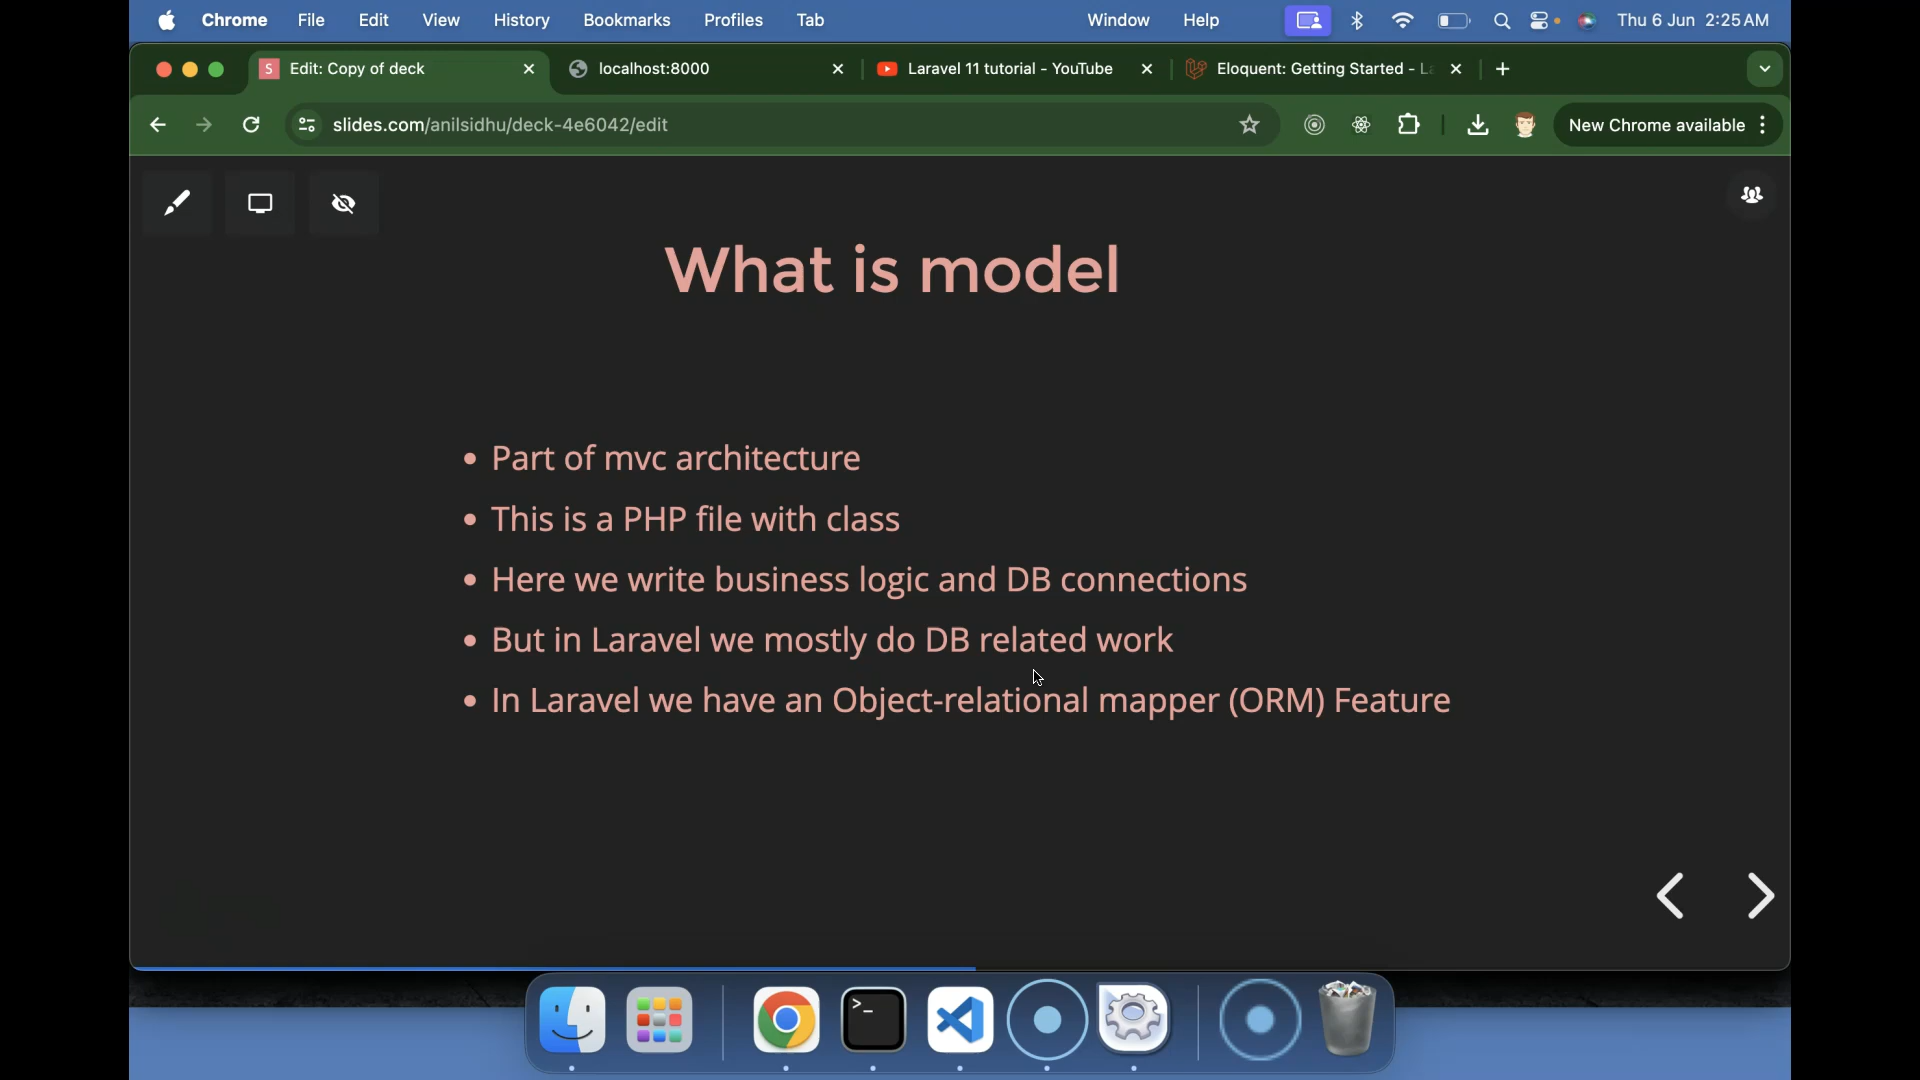 Chrome File Edit View History Bookmarks Profiles Tab Window Help Thu 6 Jun 2:25 AM
S Edit: Copy of deck localhost:8000 Laravel 11 tutorial - YouTube Eloquent: Getting Started - La
slides.com/anilsidhu/deck-4e6042/edit New Chrome available
What is model
• Part of mvc architecture
• This is a PHP file with class
• Here we write business logic and DB connections
• But in Laravel we mostly do DB related work
• In Laravel we have an Object-relational mapper (ORM) Feature
>_